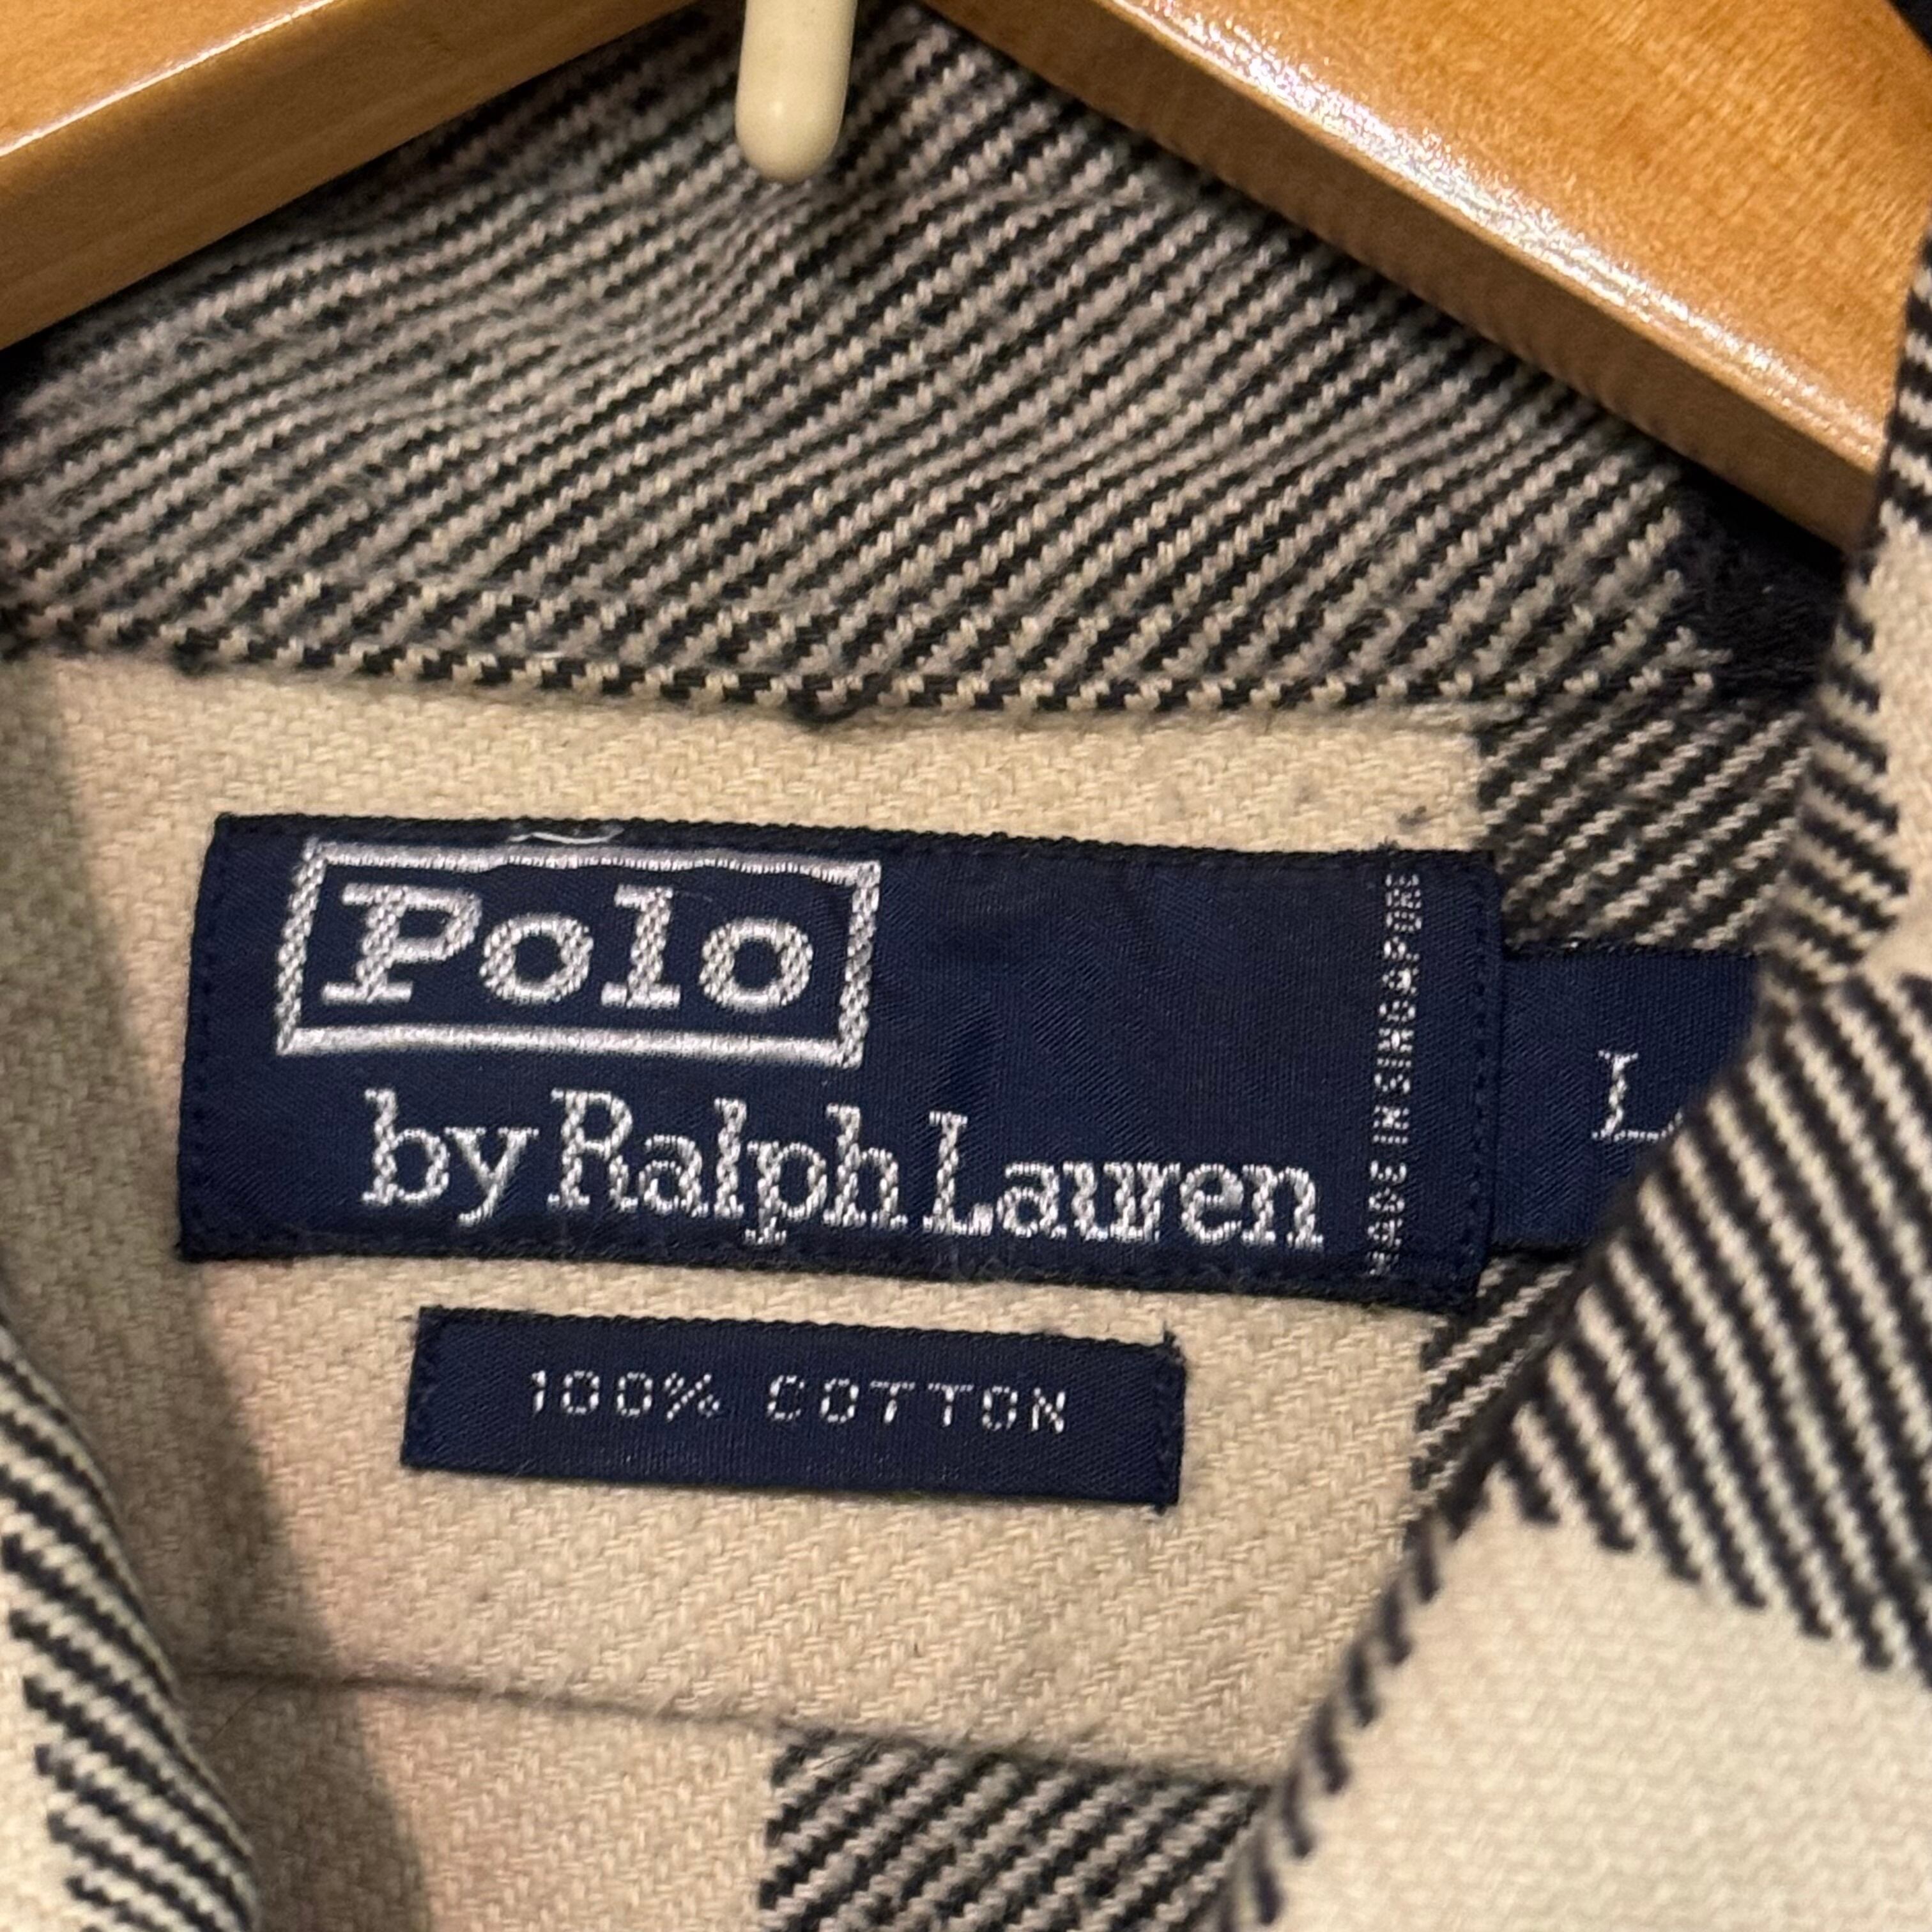 Polo
by Ralph Lauren
MADE IN SINGAPORE
L
100% COTTON